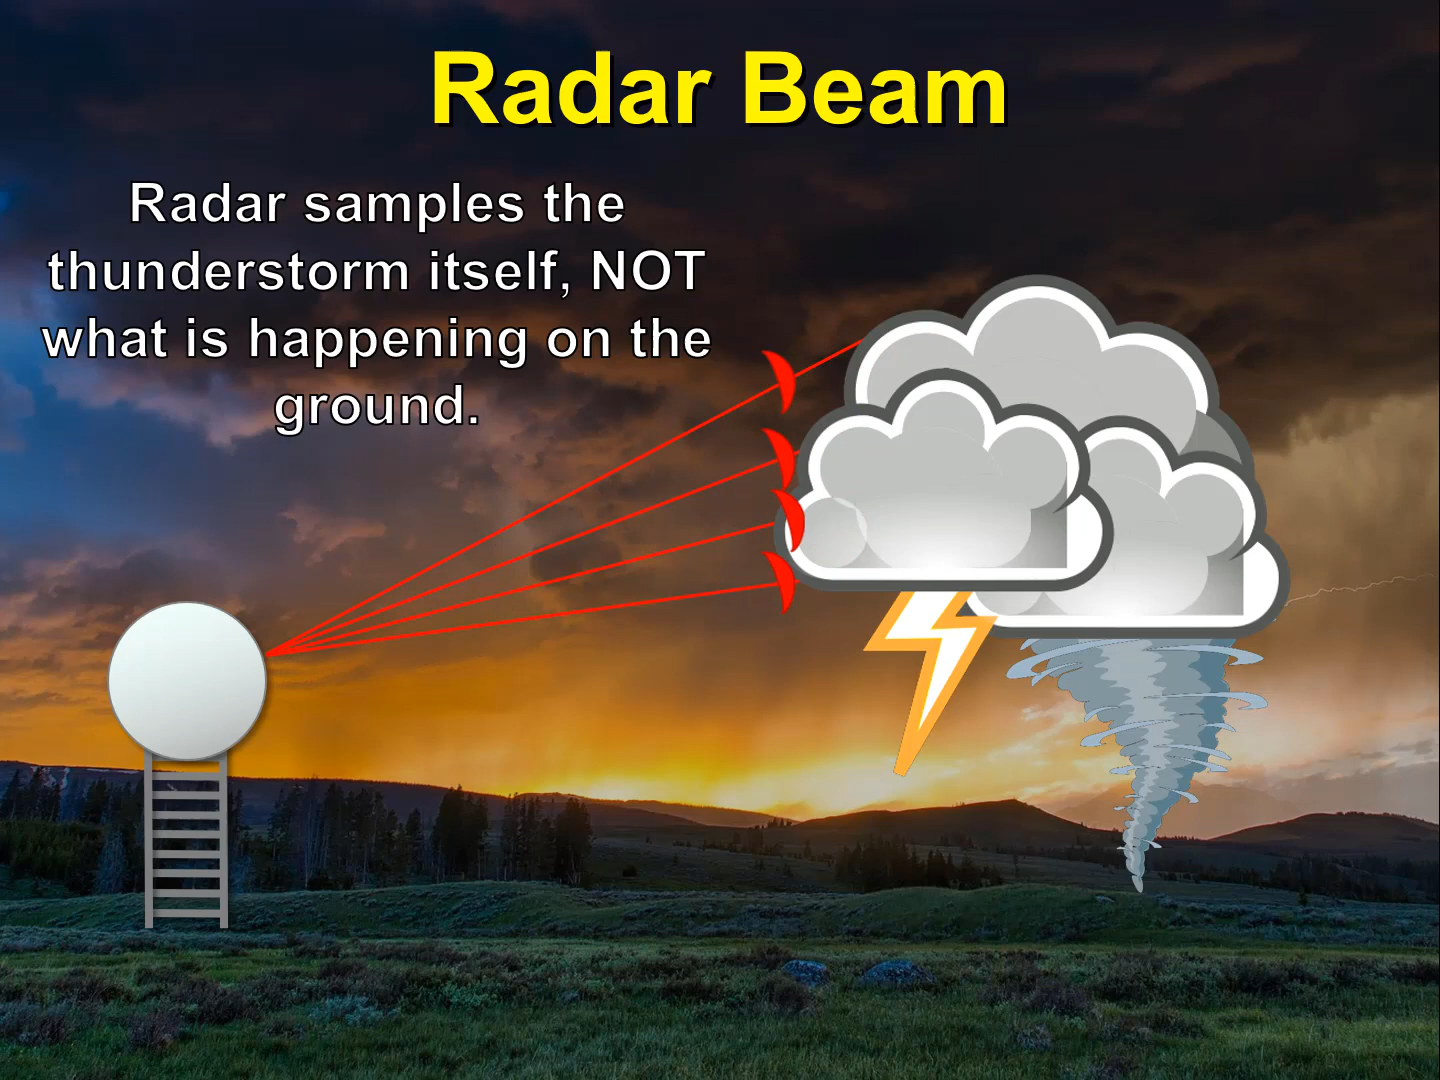 Radar Beam
Radar samples the
thunderstorm itself, NOT
what is happening on the
ground.